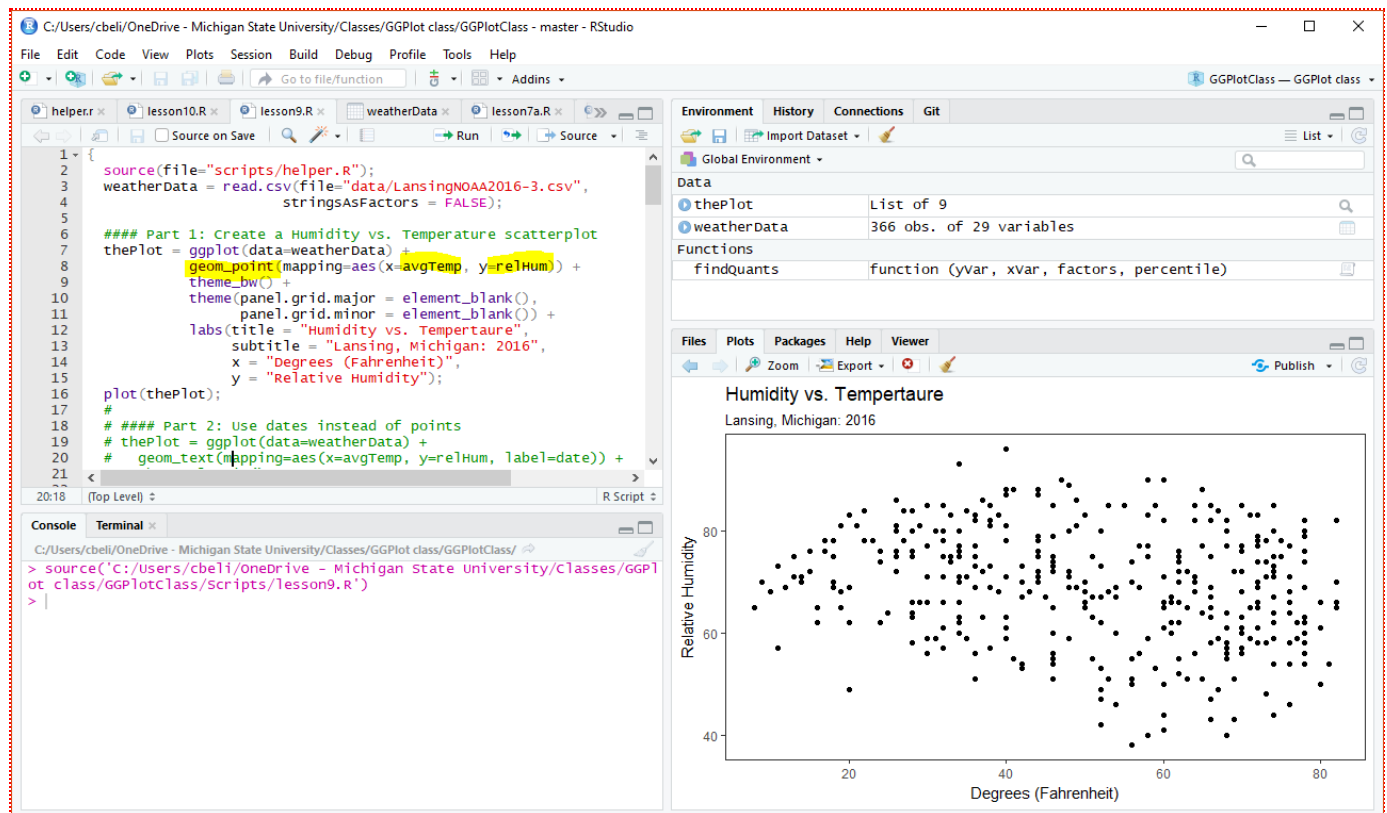 C:/Users/cbeli/OneDrive - Michigan State University/Classes/GGPlot class/GGPlotClass - master - RStudio
File Edit Code View Plots Session Build Debug Profile Tools Help
Go to file/function Addins GGPlotClass — GGPlot class
helper.r lesson10.R lesson9.R weatherData lesson7a.R
Source on Save Run Source
1 {
2 source(file="scripts/helper.R");
3 weatherData = read.csv(file="data/LansingNOAA2016-3.csv",
4 stringsAsFactors = FALSE);
5
6 #### Part 1: Create a Humidity vs. Temperature scatterplot
7 thePlot = ggplot(data=weatherData) +
8 geom_point(mapping=aes(x=avgTemp, y=relHum)) +
9 theme_bw() +
10 theme(panel.grid.major = element_blank(),
11 panel.grid.minor = element_blank()) +
12 labs(title = "Humidity vs. Tempertaure",
13 subtitle = "Lansing, Michigan: 2016",
14 x = "Degrees (Fahrenheit)",
15 y = "Relative Humidity");
16 plot(thePlot);
17 #
18 # #### Part 2: Use dates instead of points
19 # thePlot = ggplot(data=weatherData) +
20 # geom_text(mapping=aes(x=avgTemp, y=relHum, label=date)) +
21
20:18 (Top Level) R Script
Console Terminal
C:/Users/cbeli/OneDrive - Michigan State University/Classes/GGPlot class/GGPlotClass/
> source('C:/Users/cbeli/OneDrive - Michigan State University/Classes/GGPl
ot class/GGPlotClass/Scripts/lesson9.R')
>
Environment History Connections Git
Import Dataset List
Global Environment
Data
thePlot List of 9
weatherData 366 obs. of 29 variables
Functions
findQuants function (yVar, xVar, factors, percentile)
Files Plots Packages Help Viewer
Zoom Export Publish
Humidity vs. Tempertaure
Lansing, Michigan: 2016
Relative Humidity
80
60
40
20 40 60 80
Degrees (Fahrenheit)